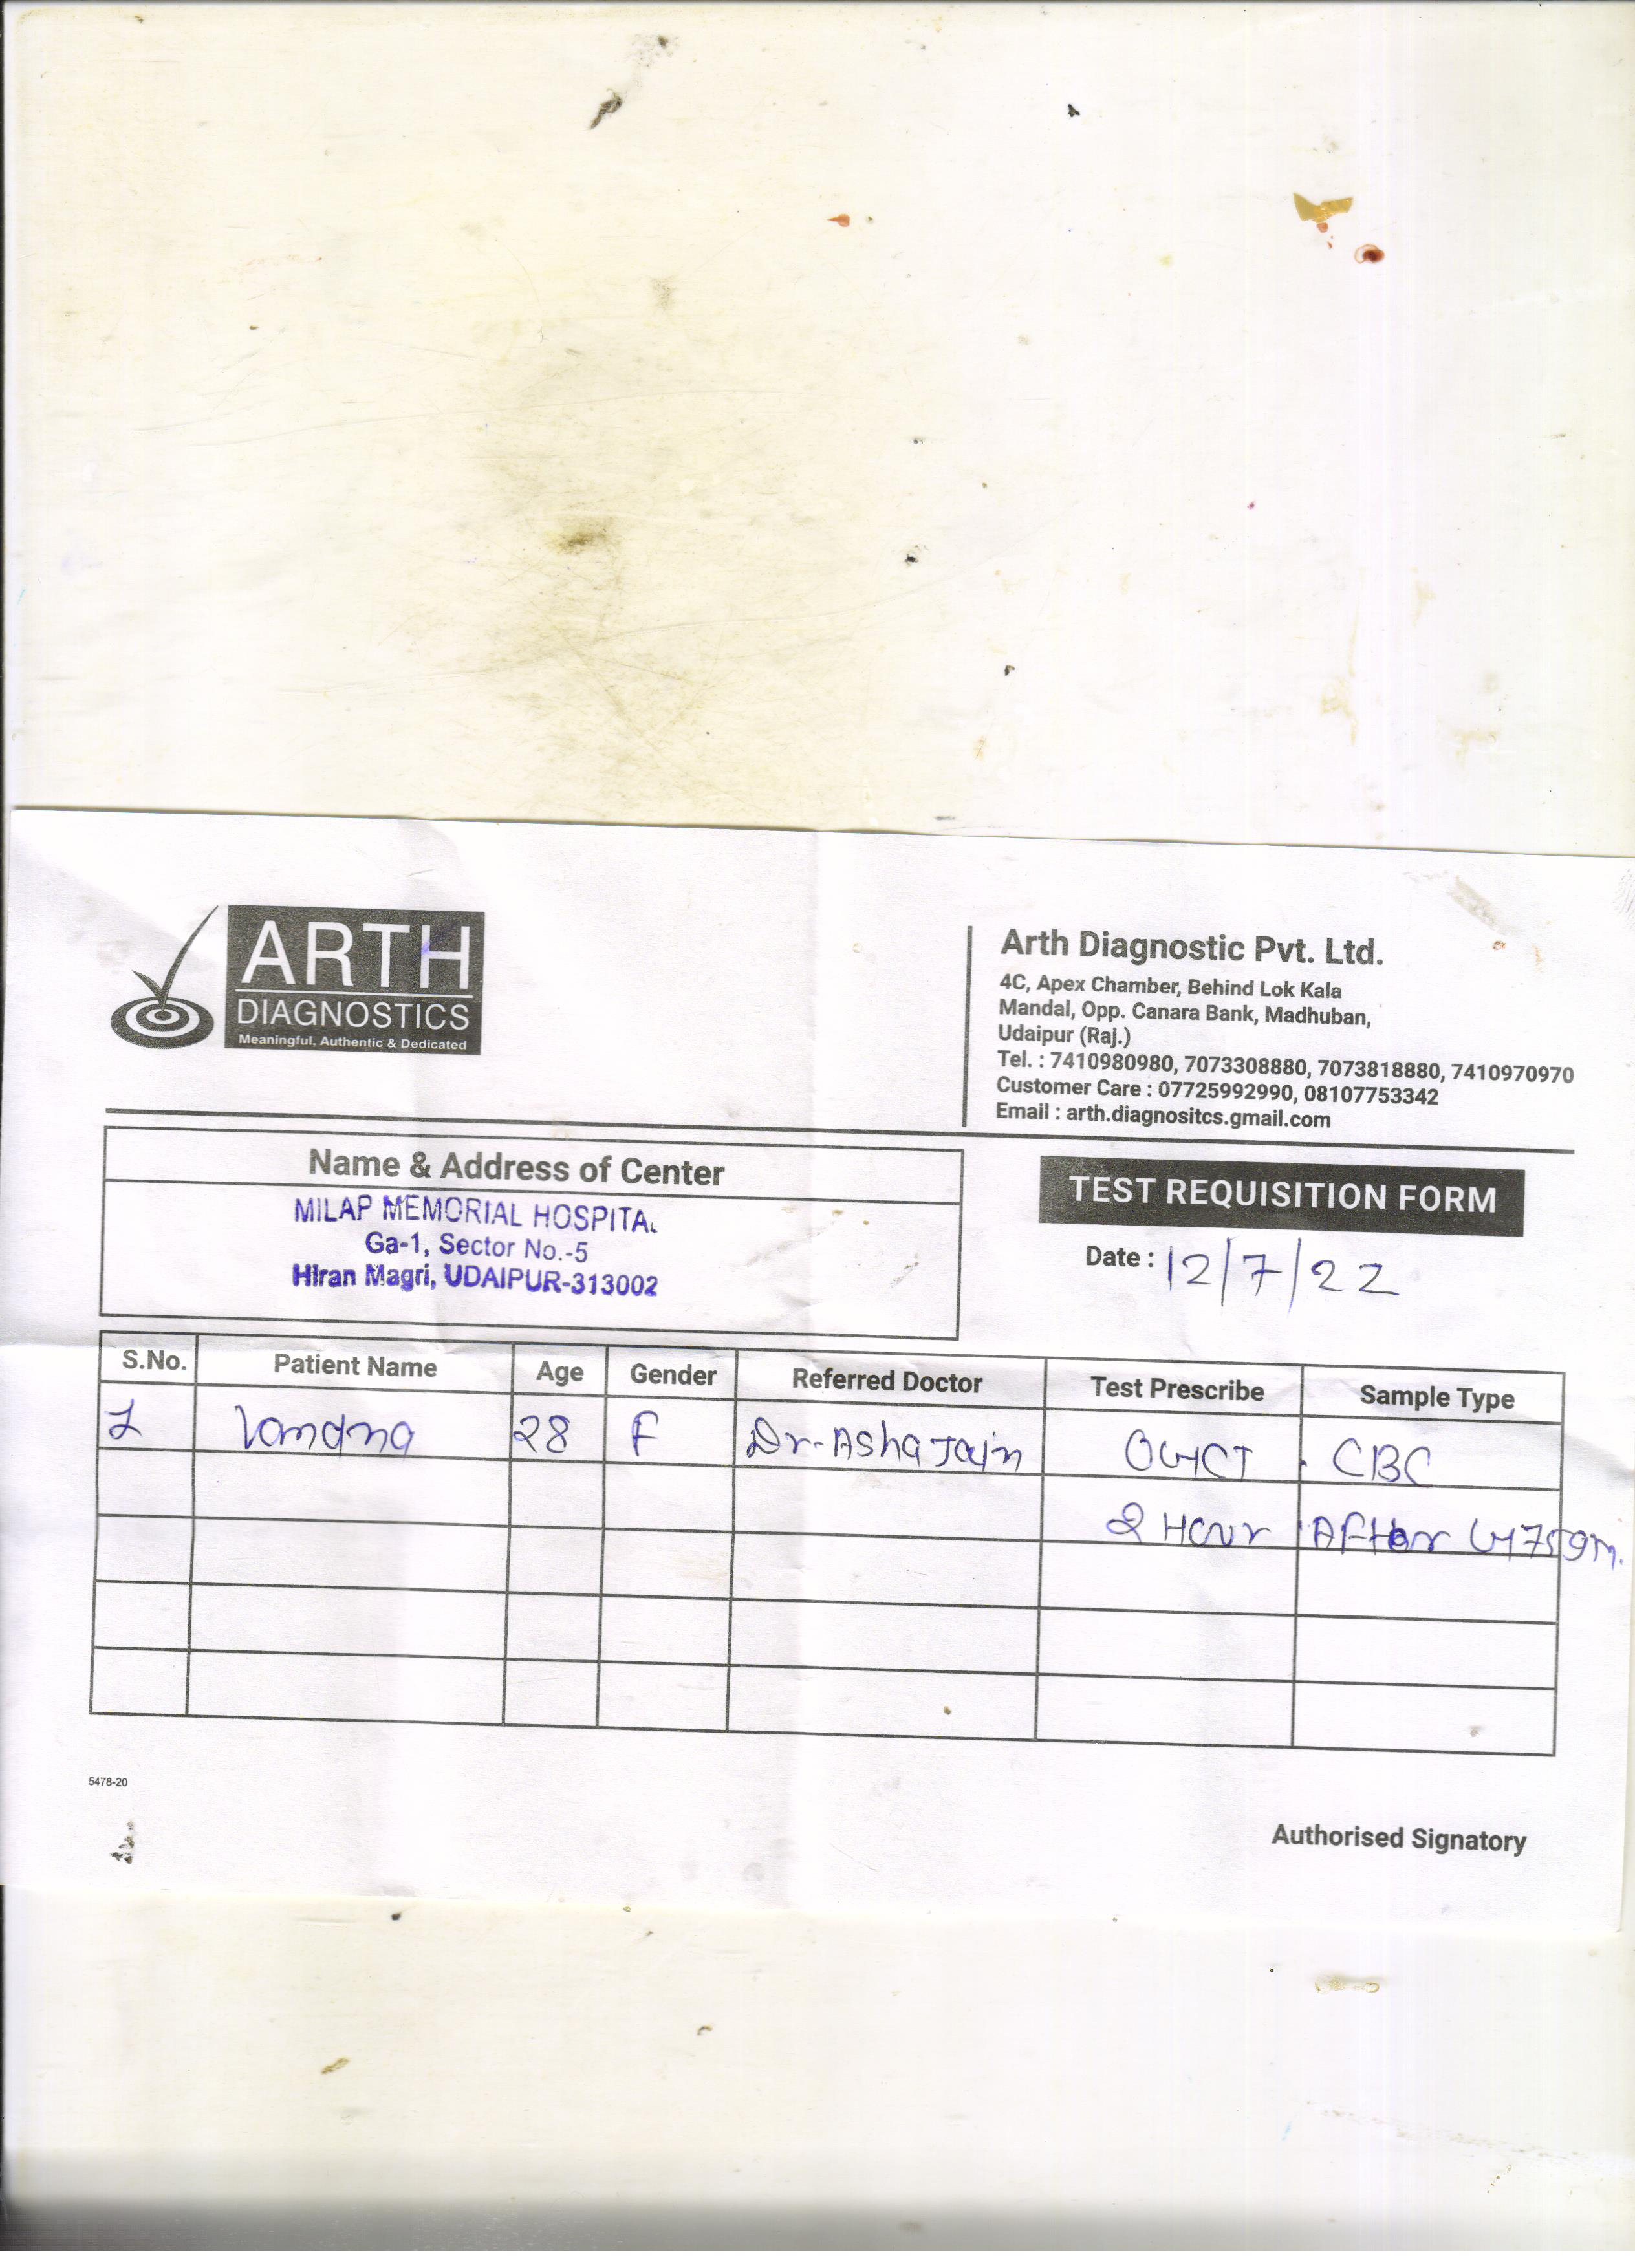 ARTH
DIAGNOSTICS
Meaningful, Authentic & Dedicated
Arth Diagnostic Pvt. Ltd.
4C, Apex Chamber, Behind Lok Kala
Mandal, Opp. Canara Bank, Madhuban,
Udaipur (Raj.)
Tel. : 7410980980, 7073308880, 7073818880, 7410970970
Customer Care : 07725992990, 08107753342
Email : arth.diagnositcs.gmail.com
Name & Address of Center
MILAP MEMORIAL HOSPITAL
Ga-1, Sector No.-5
Hiran Magri, UDAIPUR-313002
TEST REQUISITION FORM
Date : 12/7/22
S.No. Patient Name Age Gender Referred Doctor Test Prescribe Sample Type
1 Vandna 28 F Dr-Asha Jain OGCT . CBC
2 Hour After G 75gm.
5478-20
Authorised Signatory